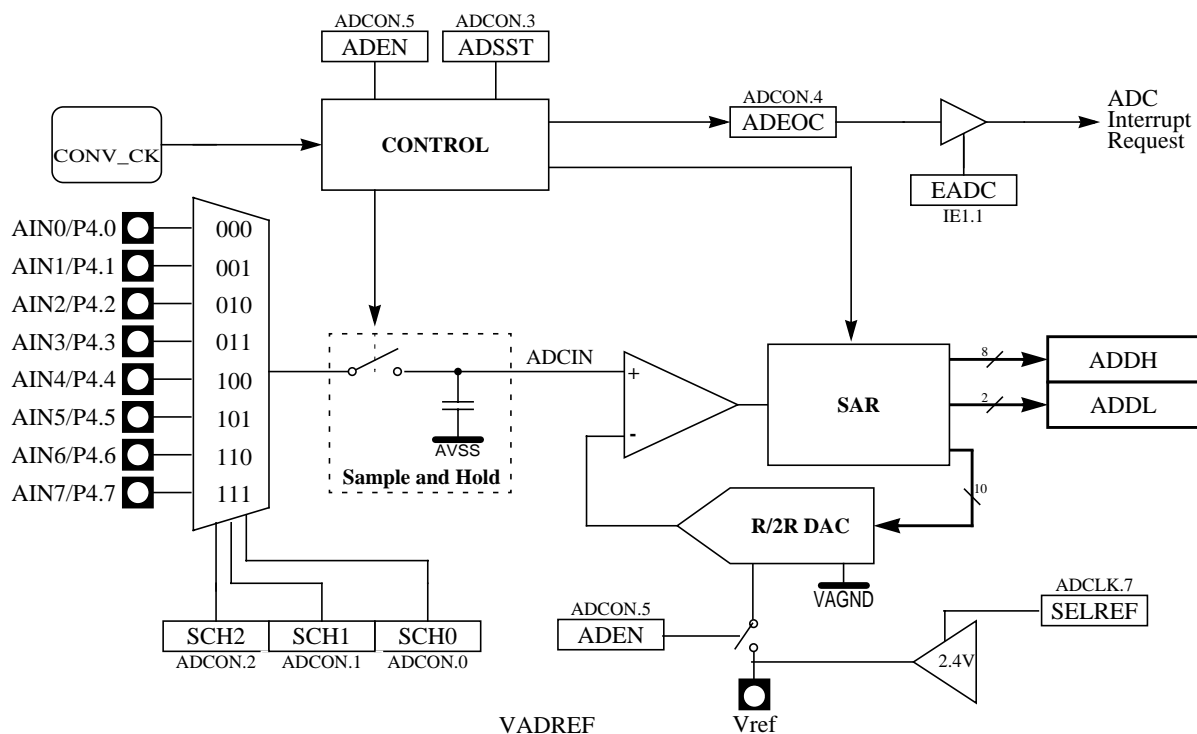 ADCON.5
ADEN
ADCON.3
ADSST
CONV_CK
CONTROL
ADCON.4
ADEOC
ADC
Interrupt
Request
EADC
IE1.1
AIN0/P4.0
000
AIN1/P4.1
001
AIN2/P4.2
010
AIN3/P4.3
011
AIN4/P4.4
100
AIN5/P4.5
101
AIN6/P4.6
110
AIN7/P4.7
111
AVSS
Sample and Hold
ADCIN
+
-
SAR
8
ADDH
2
ADDL
10
R/2R DAC
VAGND
SCH2
SCH1
SCH0
ADCON.2
ADCON.1
ADCON.0
ADCON.5
ADEN
ADCLK.7
SELREF
2.4V
VADREF
Vref